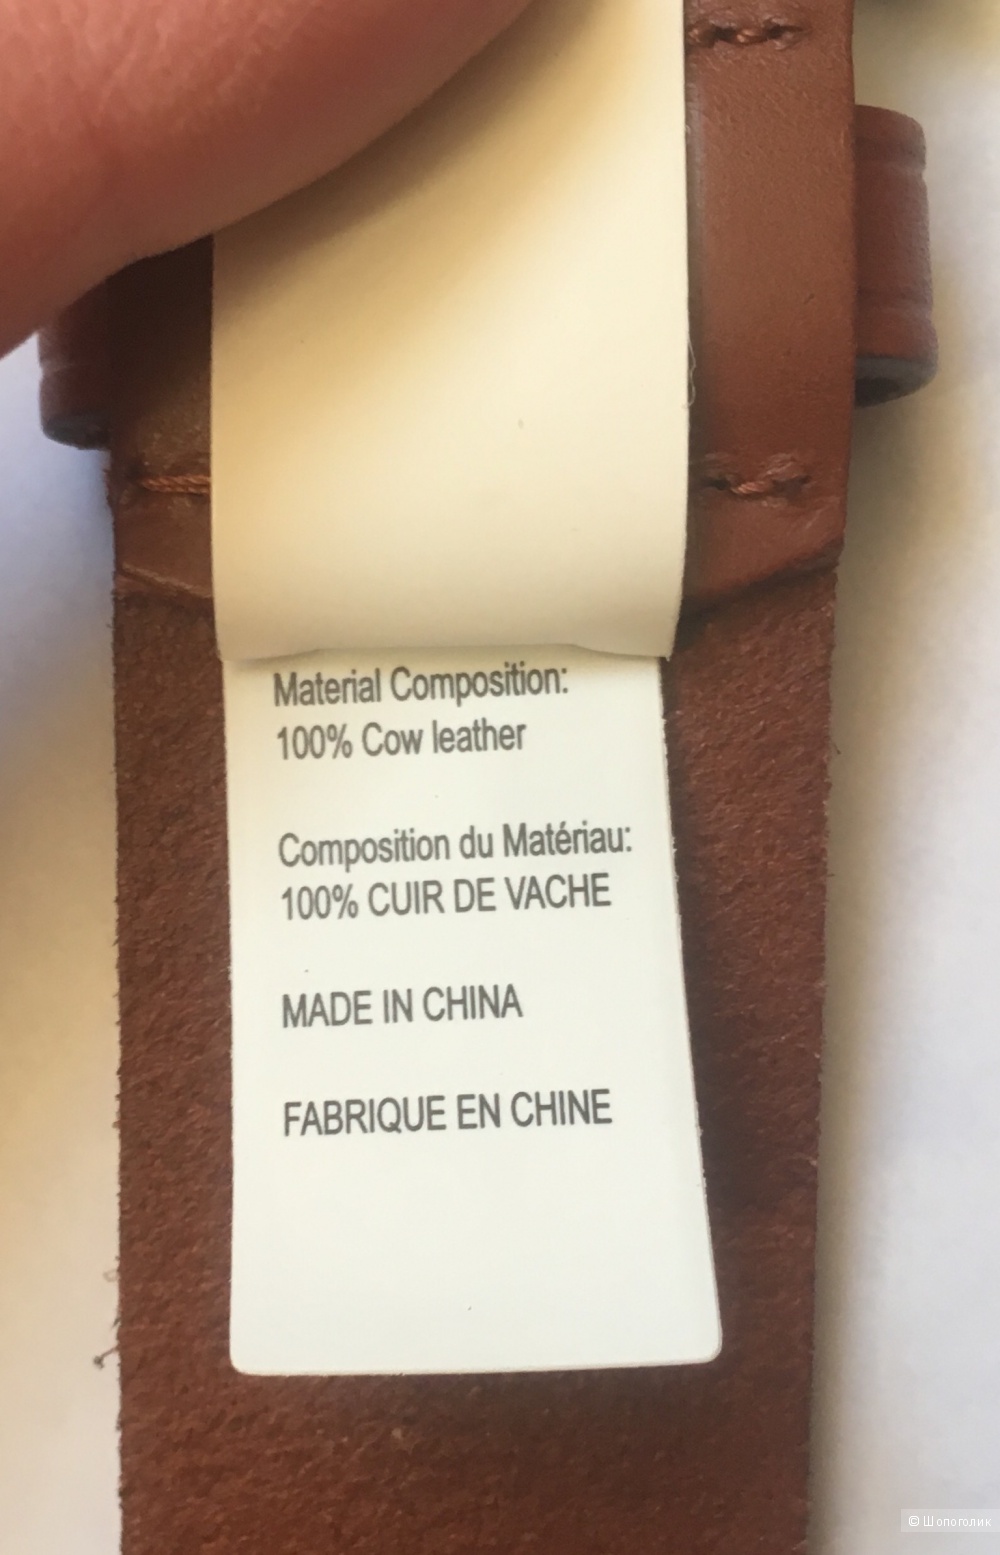 Material Composition:
100% Cow leather
Composition du Matériau:
100% CUIR DE VACHE
MADE IN CHINA
FABRIQUE EN CHINE
© Шопоголик